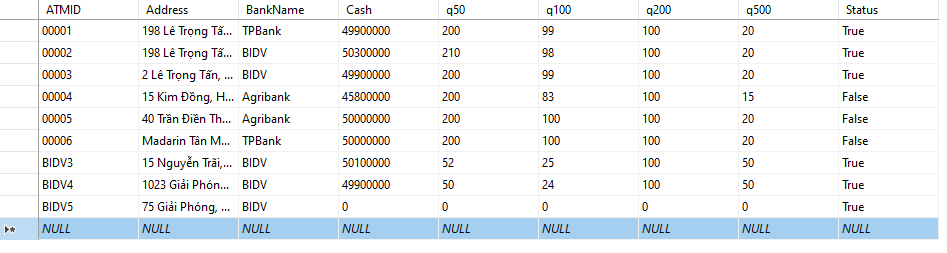 ATMID Address BankName Cash q50 q100 q200 q500 Status
00001 198 Lê Trọng Tấ... TPBank 49900000 200 99 100 20 True
00002 198 Lê Trọng Tấ... BIDV 50300000 210 98 100 20 True
00003 2 Lê Trọng Tấn, ... BIDV 49900000 200 99 100 20 True
00004 15 Kim Đồng, H... Agribank 45800000 200 83 100 15 False
00005 40 Trần Điền Th... Agribank 50000000 200 100 100 20 False
00006 Madarin Tân M... TPBank 50000000 200 100 100 20 False
BIDV3 15 Nguyễn Trãi,... BIDV 50100000 52 25 100 50 True
BIDV4 1023 Giải Phón... BIDV 49900000 50 24 100 50 True
BIDV5 75 Giải Phóng, ... BIDV 0 0 0 0 0 True
NULL NULL NULL NULL NULL NULL NULL NULL NULL